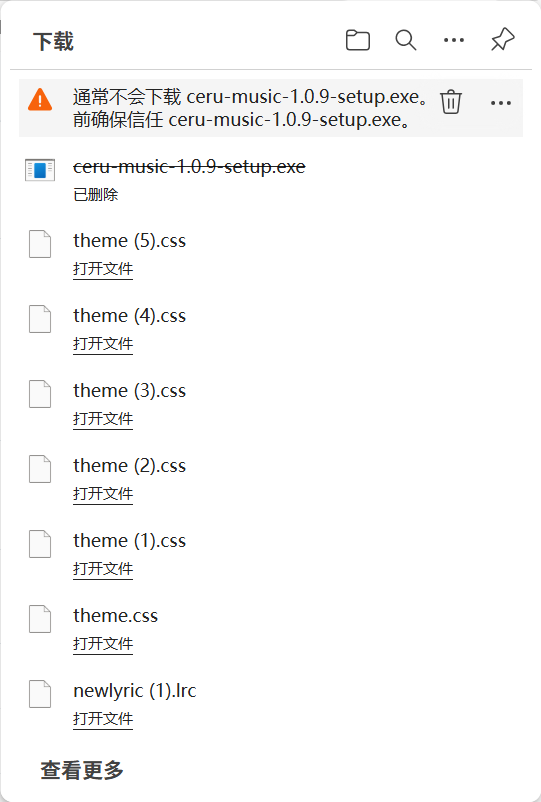 下载
通常不会下载 ceru-music-1.0.9-setup.exe。
前确保信任 ceru-music-1.0.9-setup.exe。
ceru-music-1.0.9-setup.exe
已删除
theme (5).css
打开文件
theme (4).css
打开文件
theme (3).css
打开文件
theme (2).css
打开文件
theme (1).css
打开文件
theme.css
打开文件
newlyric (1).lrc
打开文件
查看更多